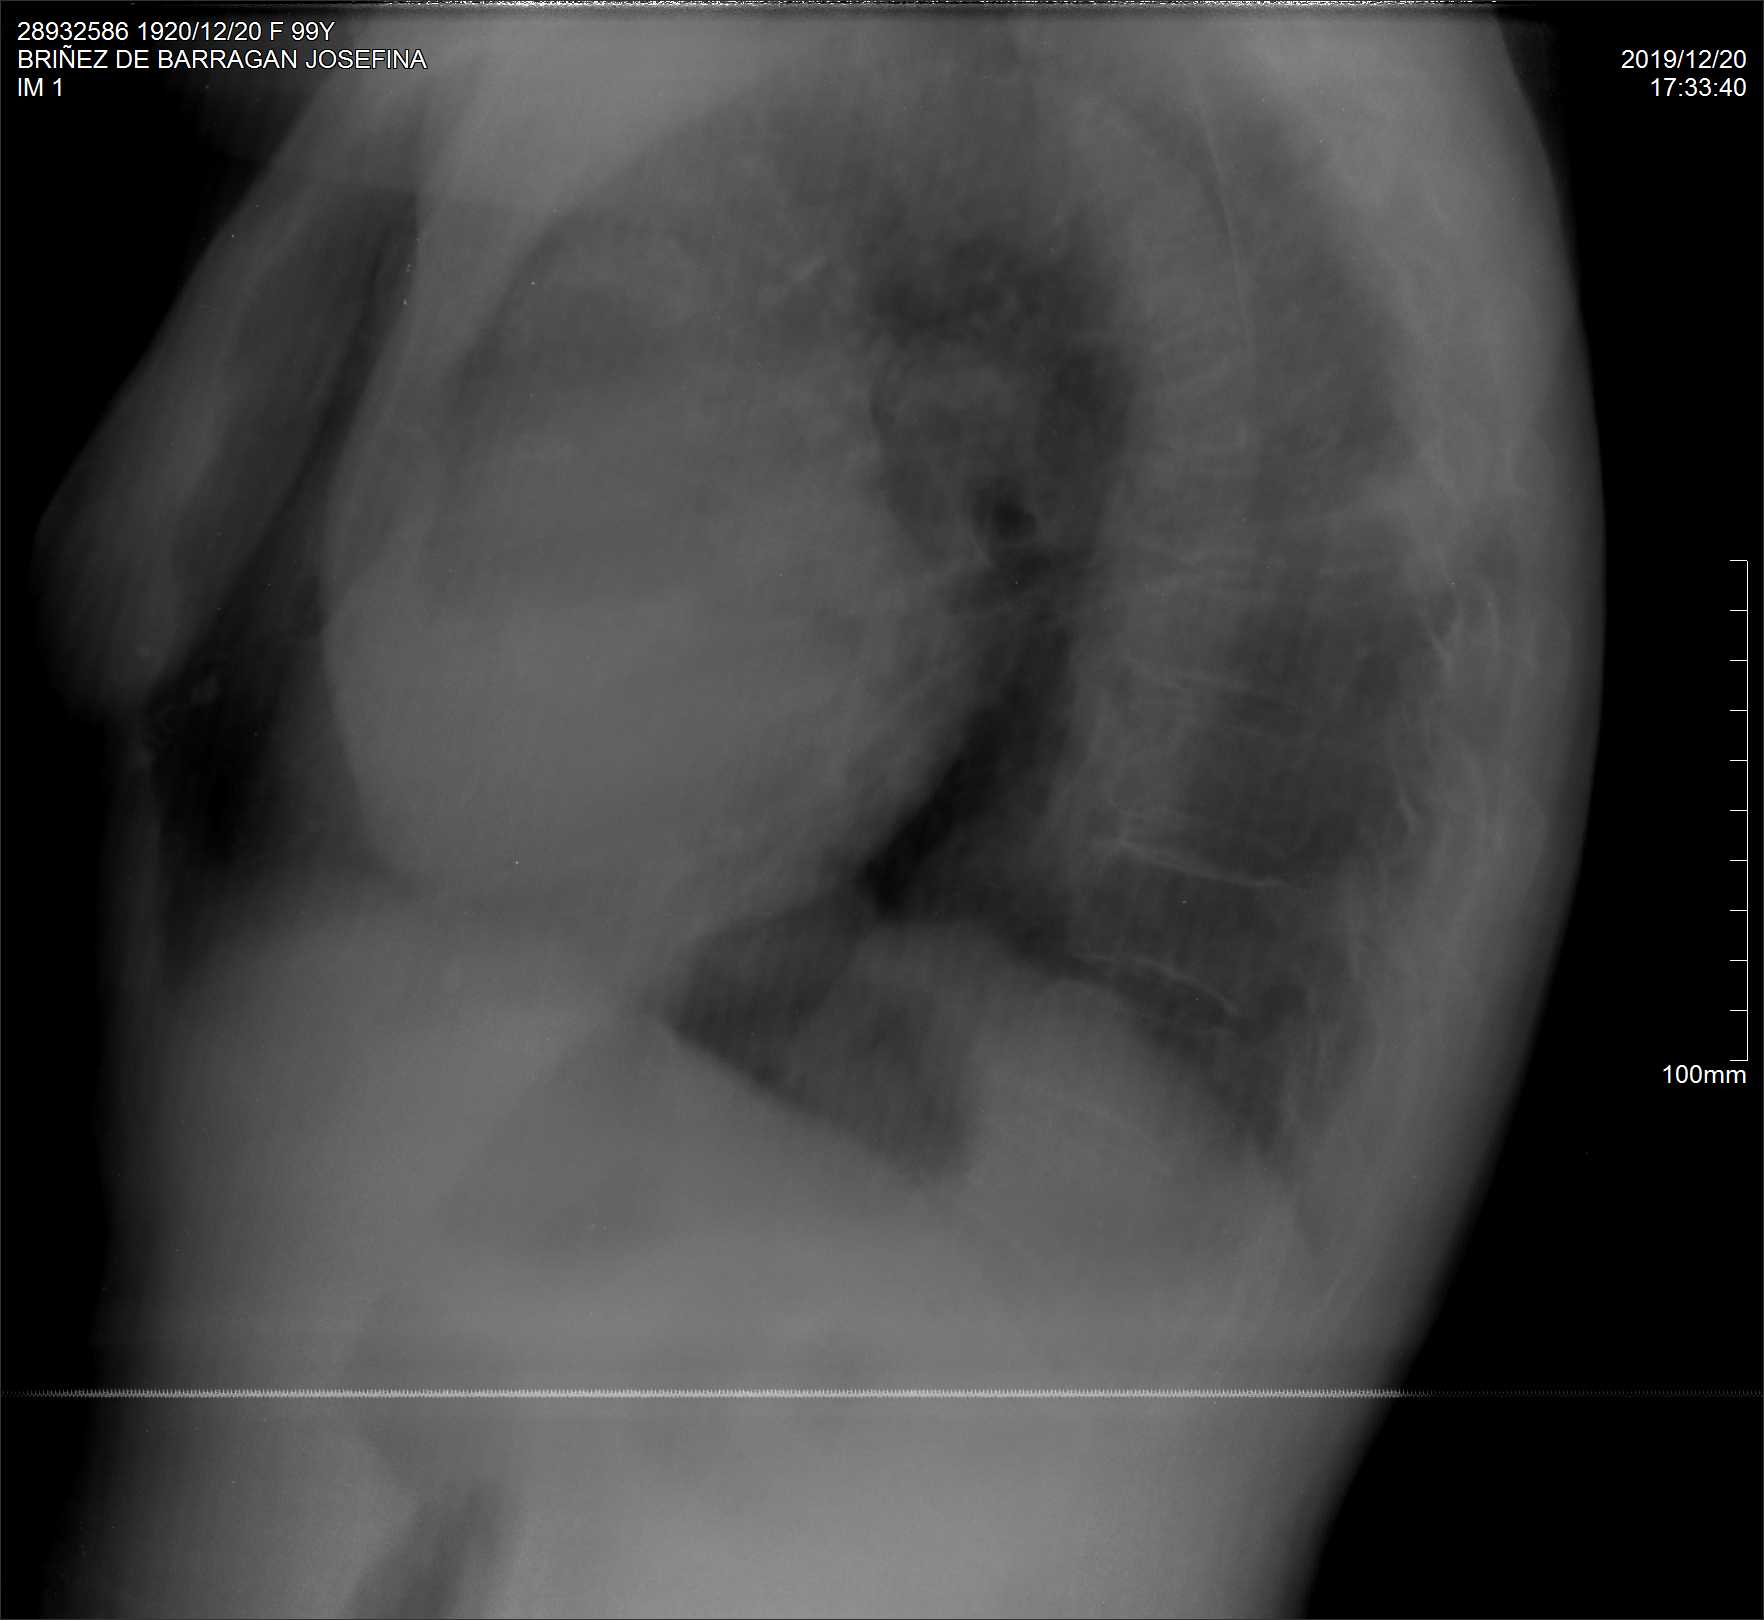 28932586 1920/12/20 F 99Y
BRIÑEZ DE BARRAGAN JOSEFINA
IM 1
2019/12/20
17:33:40
100mm